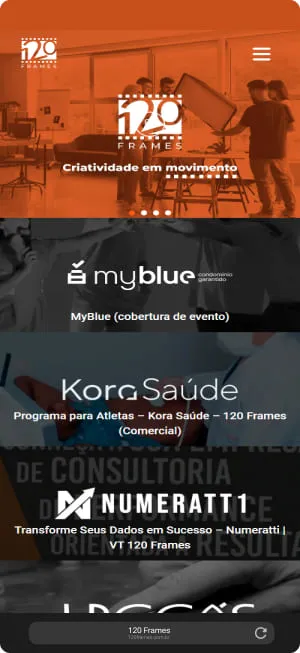 120
FRAMES
120
FRAMES
Criatividade em movimento
myblue condomínio
garantido
MyBlue (cobertura de evento)
Kora Saúde
Programa para Atletas – Kora Saúde – 120 Frames
(Comercial)
DE CONSULTORIA
NUMERATT1
Transforme Seus Dados em Sucesso – Numeratti |
VT 120 Frames
ORIENTADA A RESULTA
120 Frames
120frames.com.br